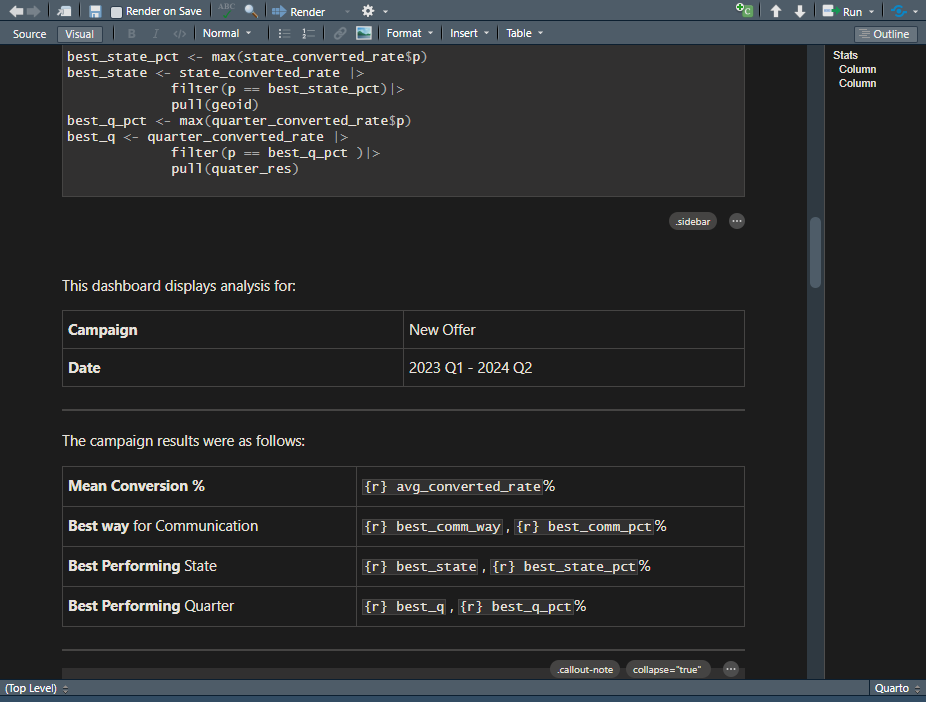 Render on Save ABC Render Run
Source Visual B I </> Normal Format Insert Table Outline
best_state_pct <- max(state_converted_rate$p)
best_state <- state_converted_rate |>
filter(p == best_state_pct)|>
pull(geoid)
best_q_pct <- max(quarter_converted_rate$p)
best_q <- quarter_converted_rate |>
filter(p == best_q_pct )|>
pull(quater_res)
Stats
Column
Column
.sidebar
This dashboard displays analysis for:
Campaign New Offer
Date 2023 Q1 - 2024 Q2
The campaign results were as follows:
Mean Conversion % {r} avg_converted_rate%
Best way for Communication {r} best_comm_way , {r} best_comm_pct%
Best Performing State {r} best_state , {r} best_state_pct%
Best Performing Quarter {r} best_q , {r} best_q_pct%
.callout-note collapse="true"
(Top Level) Quarto